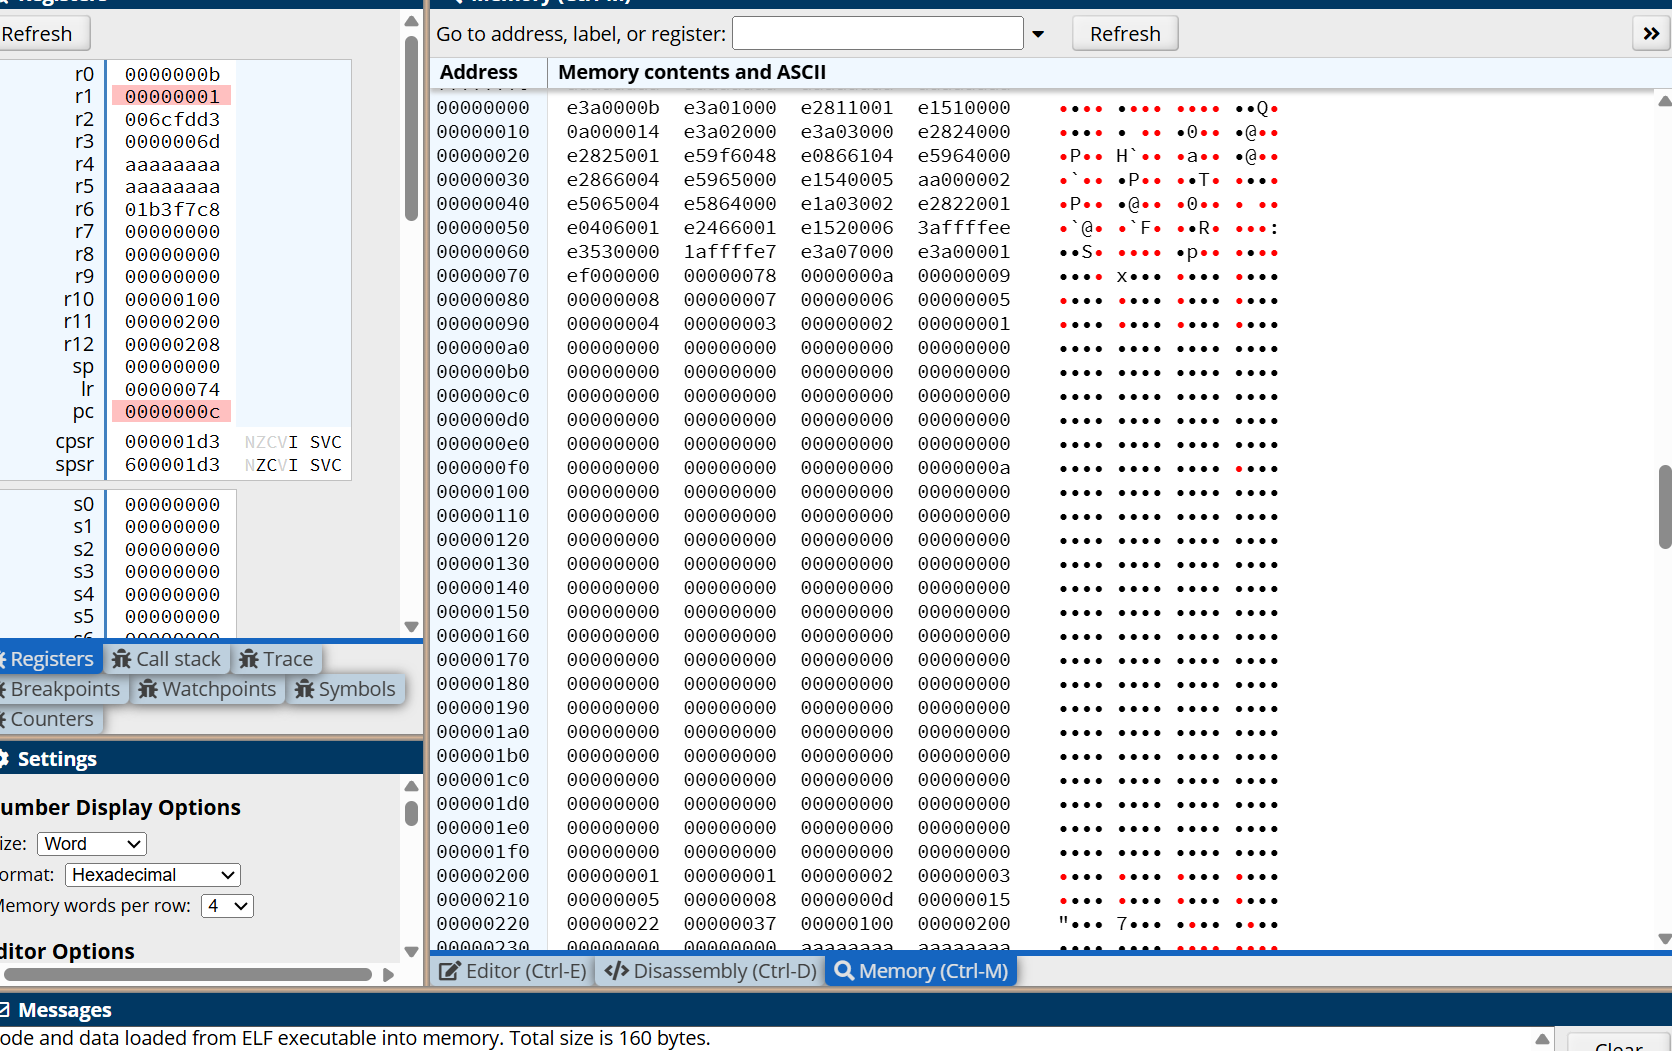 Refresh
r0 0000000b
r1 00000001
r2 006cfdd3
r3 0000006d
r4 aaaaaaaa
r5 aaaaaaaa
r6 01b3f7c8
r7 00000000
r8 00000000
r9 00000000
r10 00000100
r11 00000200
r12 00000208
sp 00000000
lr 00000074
pc 0000000c
cpsr 000001d3 NZCVI SVC
spsr 600001d3 NZCVI SVC
s0 00000000
s1 00000000
s2 00000000
s3 00000000
s4 00000000
s5 00000000
Registers Call stack Trace
Breakpoints Watchpoints Symbols
Counters
Settings
umber Display Options
ize: Word
ormat: Hexadecimal
Memory words per row: 4
ditor Options
Go to address, label, or register: Refresh »
Address Memory contents and ASCII
00000000 e3a0000b e3a01000 e2811001 e1510000 •••• •••• •••• ••Q•
00000010 0a000014 e3a02000 e3a03000 e2824000 •••• • •• •0•• •@••
00000020 e2825001 e59f6048 e0866104 e5964000 •P•• H`•• •a•• •@••
00000030 e2866004 e5965000 e1540005 aa000002 •`•• •P•• ••T• ••••
00000040 e5065004 e5864000 e1a03002 e2822001 •P•• •@•• •0•• • ••
00000050 e0406001 e2466001 e1520006 3affffee •`@• •`F• ••R• •••:
00000060 e3530000 1affffe7 e3a07000 e3a00001 ••S• •••• •p•• ••••
00000070 ef000000 00000078 0000000a 00000009 •••• x••• •••• ••••
00000080 00000008 00000007 00000006 00000005 •••• •••• •••• ••••
00000090 00000004 00000003 00000002 00000001 •••• •••• •••• ••••
000000a0 00000000 00000000 00000000 00000000 •••• •••• •••• ••••
000000b0 00000000 00000000 00000000 00000000 •••• •••• •••• ••••
000000c0 00000000 00000000 00000000 00000000 •••• •••• •••• ••••
000000d0 00000000 00000000 00000000 00000000 •••• •••• •••• ••••
000000e0 00000000 00000000 00000000 00000000 •••• •••• •••• ••••
000000f0 00000000 00000000 00000000 0000000a •••• •••• •••• ••••
00000100 00000000 00000000 00000000 00000000 •••• •••• •••• ••••
00000110 00000000 00000000 00000000 00000000 •••• •••• •••• ••••
00000120 00000000 00000000 00000000 00000000 •••• •••• •••• ••••
00000130 00000000 00000000 00000000 00000000 •••• •••• •••• ••••
00000140 00000000 00000000 00000000 00000000 •••• •••• •••• ••••
00000150 00000000 00000000 00000000 00000000 •••• •••• •••• ••••
00000160 00000000 00000000 00000000 00000000 •••• •••• •••• ••••
00000170 00000000 00000000 00000000 00000000 •••• •••• •••• ••••
00000180 00000000 00000000 00000000 00000000 •••• •••• •••• ••••
00000190 00000000 00000000 00000000 00000000 •••• •••• •••• ••••
000001a0 00000000 00000000 00000000 00000000 •••• •••• •••• ••••
000001b0 00000000 00000000 00000000 00000000 •••• •••• •••• ••••
000001c0 00000000 00000000 00000000 00000000 •••• •••• •••• ••••
000001d0 00000000 00000000 00000000 00000000 •••• •••• •••• ••••
000001e0 00000000 00000000 00000000 00000000 •••• •••• •••• ••••
000001f0 00000000 00000000 00000000 00000000 •••• •••• •••• ••••
00000200 00000001 00000001 00000002 00000003 •••• •••• •••• ••••
00000210 00000005 00000008 0000000d 00000015 •••• •••• •••• ••••
00000220 00000022 00000037 00000100 00000200 "••• 7••• •••• ••••
00000230 00000000 00000000 aaaaaaaa aaaaaaaa •••• •••• •••• ••••
Editor (Ctrl-E) Disassembly (Ctrl-D) Memory (Ctrl-M)
Messages
ode and data loaded from ELF executable into memory. Total size is 160 bytes.
Clear